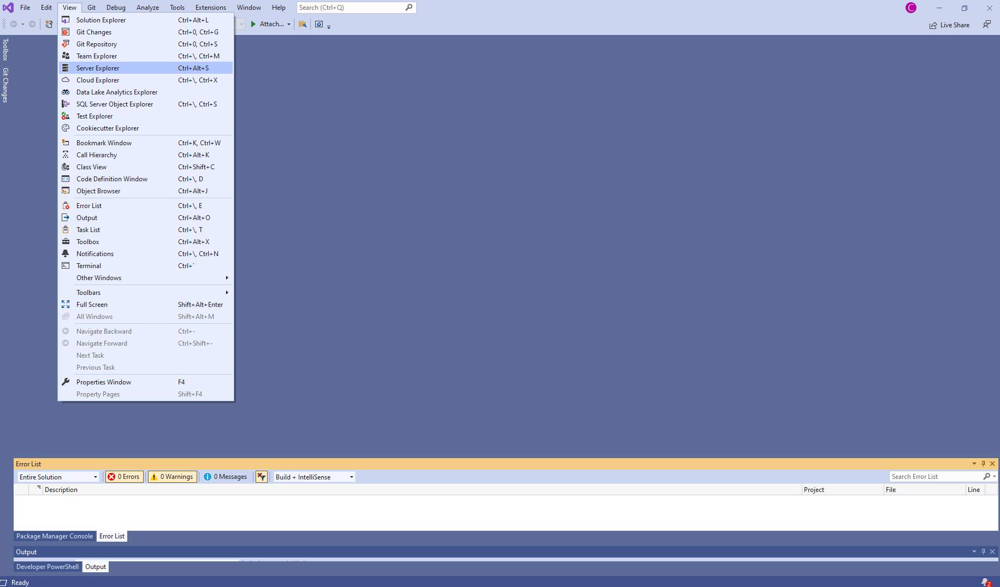 File Edit View Git Debug Analyze Tools Extensions Window Help Search (Ctrl+Q) C
Attach... Live Share
Toolbox
Git Changes
Solution Explorer Ctrl+Alt+L
Git Changes Ctrl+0, Ctrl+G
Git Repository Ctrl+0, Ctrl+S
Team Explorer Ctrl+\, Ctrl+M
Server Explorer Ctrl+Alt+S
Cloud Explorer Ctrl+\, Ctrl+X
Data Lake Analytics Explorer
SQL Server Object Explorer Ctrl+\, Ctrl+S
Test Explorer
Cookiecutter Explorer
Bookmark Window Ctrl+K, Ctrl+W
Call Hierarchy Ctrl+Alt+K
Class View Ctrl+Shift+C
Code Definition Window Ctrl+\, D
Object Browser Ctrl+Alt+J
Error List Ctrl+\, E
Output Ctrl+Alt+O
Task List Ctrl+\, T
Toolbox Ctrl+Alt+X
Notifications Ctrl+\, Ctrl+N
Terminal Ctrl+`
Other Windows
Toolbars
Full Screen Shift+Alt+Enter
All Windows Shift+Alt+M
Navigate Backward Ctrl+-
Navigate Forward Ctrl+Shift+-
Next Task
Previous Task
Properties Window F4
Property Pages Shift+F4
Error List
Entire Solution 0 Errors 0 Warnings 0 Messages Build + IntelliSense Search Error List
Description Project File Line
Package Manager Console Error List
Output
Developer PowerShell Output
Ready 2